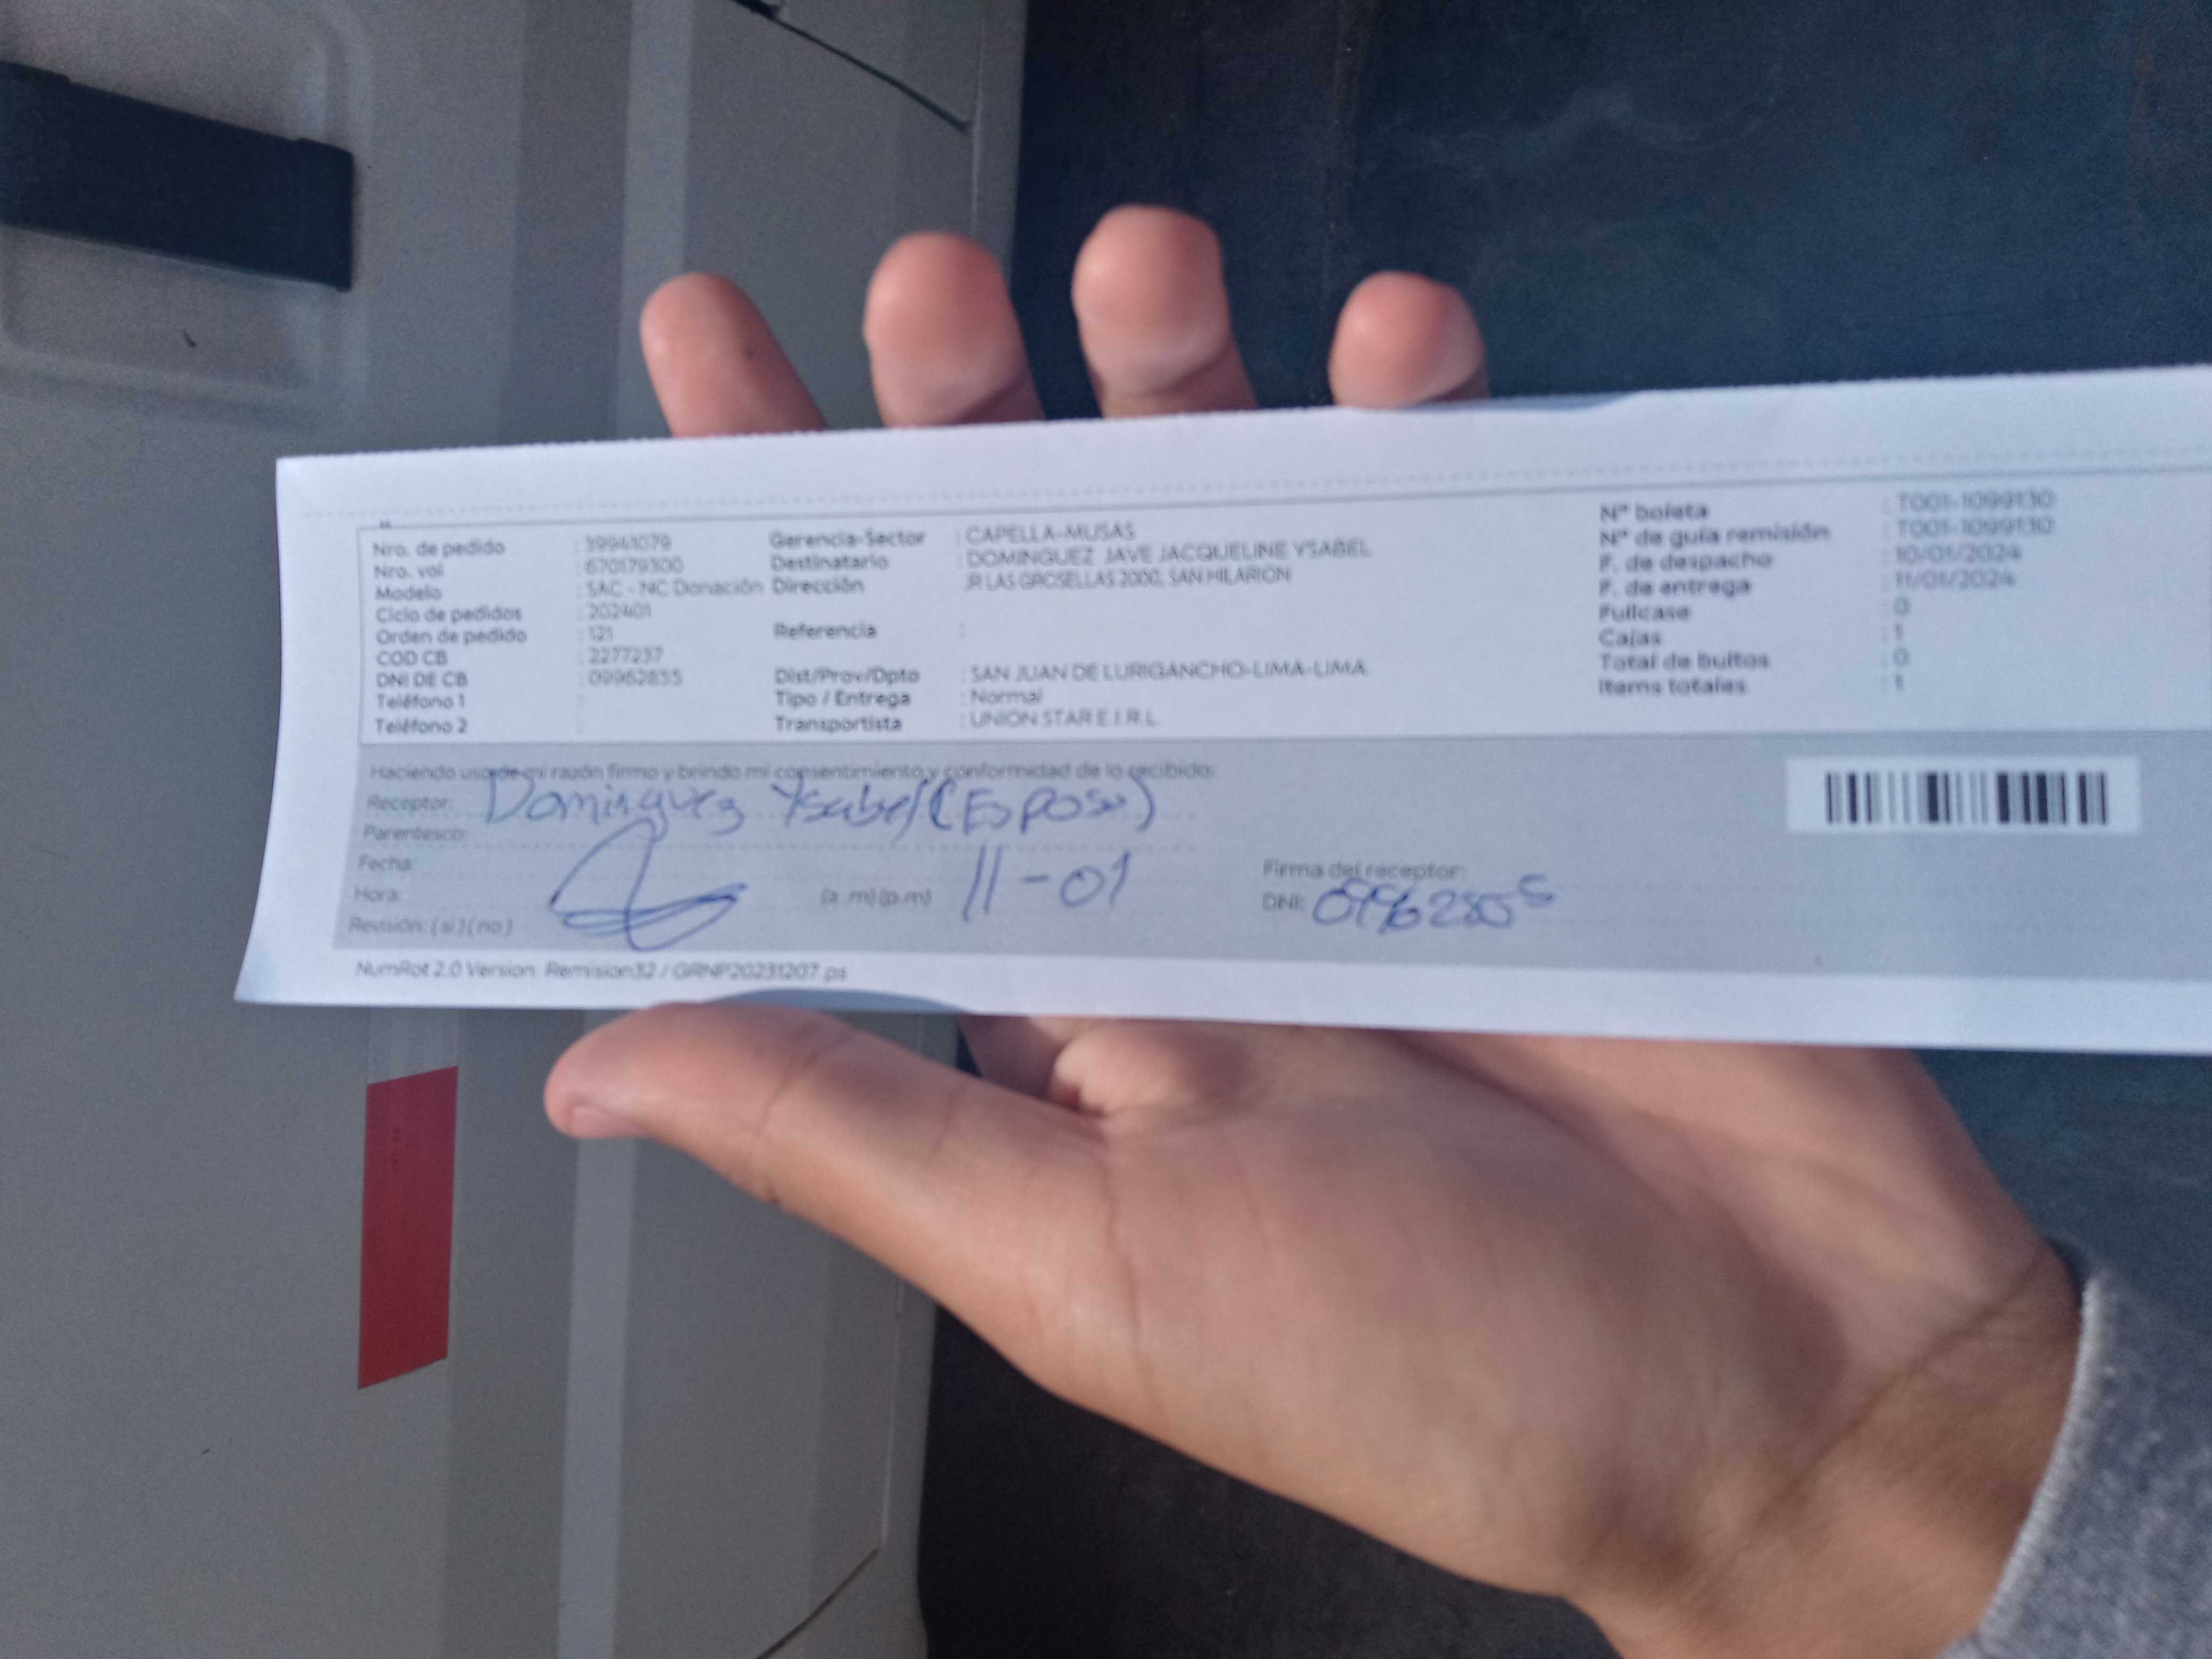 Nro. de pedido : 39941079
Nro. vol : 670179300
Modelo : SAC - NC Donación
Ciclo de pedidos : 202401
Orden de pedido : 121
COD CB : 2277237
DNI DE CB : 09962855
Teléfono 1 :
Teléfono 2 :
Gerencia-Sector : CAPELLA-MUSAS
Destinatario : DOMINGUEZ JAVE JACQUELINE YSABEL
Dirección : JR LAS GROSELLAS 2000, SAN HILARION
Referencia :
Dist/Prov/Dpto : SAN JUAN DE LURIGANCHO-LIMA-LIMA
Tipo / Entrega : Normal
Transportista : UNION STAR E.I.R.L.
N° boleta : T001-1099130
N° de guía remisión : T001-1099130
F. de despacho : 10/01/2024
F. de entrega : 11/01/2024
Fullcase : 0
Cajas : 1
Total de bultos : 0
Items totales : 1
Haciendo uso de mi razón firmo y brindo mi consentimiento y conformidad de lo recibido:
Receptor: Dominguez Ysabel (Esposo)
Parentesco:
Fecha:
Hora: (a .m) (p.m) 11-01
Revisión: ( si ) ( no )
Firma del receptor:
DNI:
NumRot 2.0 Version: Remision32 / GRNP20231207.ps